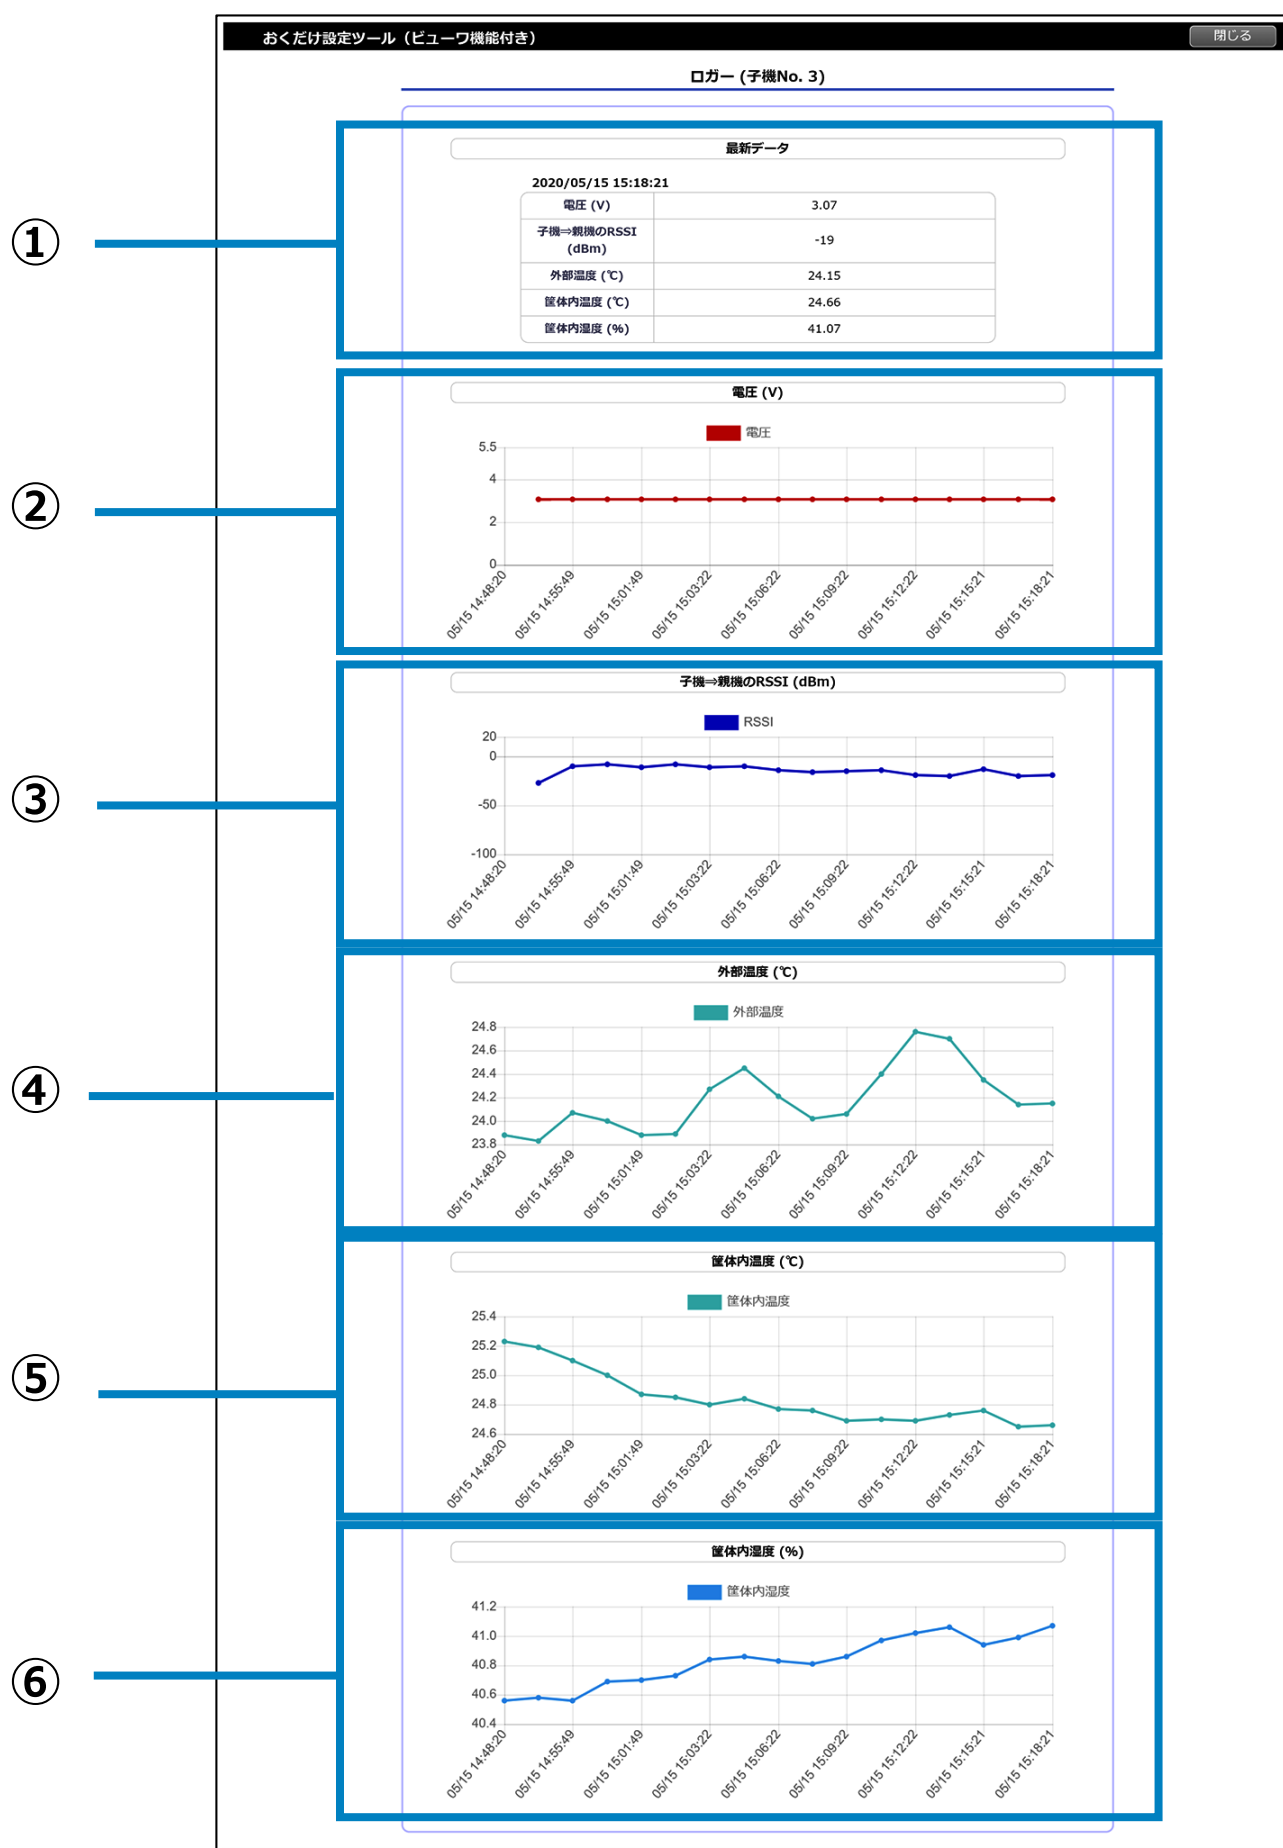 おくだけ設定ツール（ビューワ機能付き）
閉じる
ロガー (子機No. 3)
①
最新データ
2020/05/15 15:18:21
電圧 (V) 3.07
子機⇒親機のRSSI (dBm) -19
外部温度 (℃) 24.15
筐体内温度 (℃) 24.66
筐体内湿度 (%) 41.07
②
電圧 (V)
電圧
5.5
4
2
0
05/15 14:48:20 05/15 14:55:49 05/15 15:01:49 05/15 15:03:22 05/15 15:06:22 05/15 15:09:22 05/15 15:12:22 05/15 15:15:21 05/15 15:18:21
③
子機⇒親機のRSSI (dBm)
RSSI
20
0
-50
-100
05/15 14:48:20 05/15 14:55:49 05/15 15:01:49 05/15 15:03:22 05/15 15:06:22 05/15 15:09:22 05/15 15:12:22 05/15 15:15:21 05/15 15:18:21
④
外部温度 (℃)
外部温度
24.8
24.6
24.4
24.2
24.0
23.8
05/15 14:48:20 05/15 14:55:49 05/15 15:01:49 05/15 15:03:22 05/15 15:06:22 05/15 15:09:22 05/15 15:12:22 05/15 15:15:21 05/15 15:18:21
⑤
筐体内温度 (℃)
筐体内温度
25.4
25.2
25.0
24.8
24.6
05/15 14:48:20 05/15 14:55:49 05/15 15:01:49 05/15 15:03:22 05/15 15:06:22 05/15 15:09:22 05/15 15:12:22 05/15 15:15:21 05/15 15:18:21
⑥
筐体内湿度 (%)
筐体内湿度
41.2
41.0
40.8
40.6
40.4
05/15 14:48:20 05/15 14:55:49 05/15 15:01:49 05/15 15:03:22 05/15 15:06:22 05/15 15:09:22 05/15 15:12:22 05/15 15:15:21 05/15 15:18:21